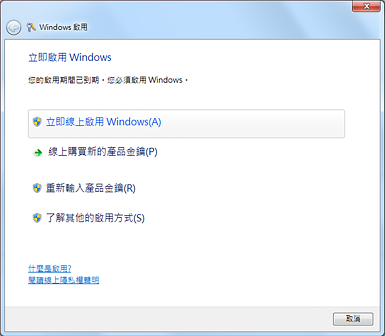 Windows 啟用
立即啟用 Windows
您的啟用期間已到期。您必須啟用 Windows。
立即線上啟用 Windows(A)
線上購買新的產品金鑰(P)
重新輸入產品金鑰(R)
了解其他的啟用方式(S)
什麼是啟用?
閱讀線上隱私權聲明
取消